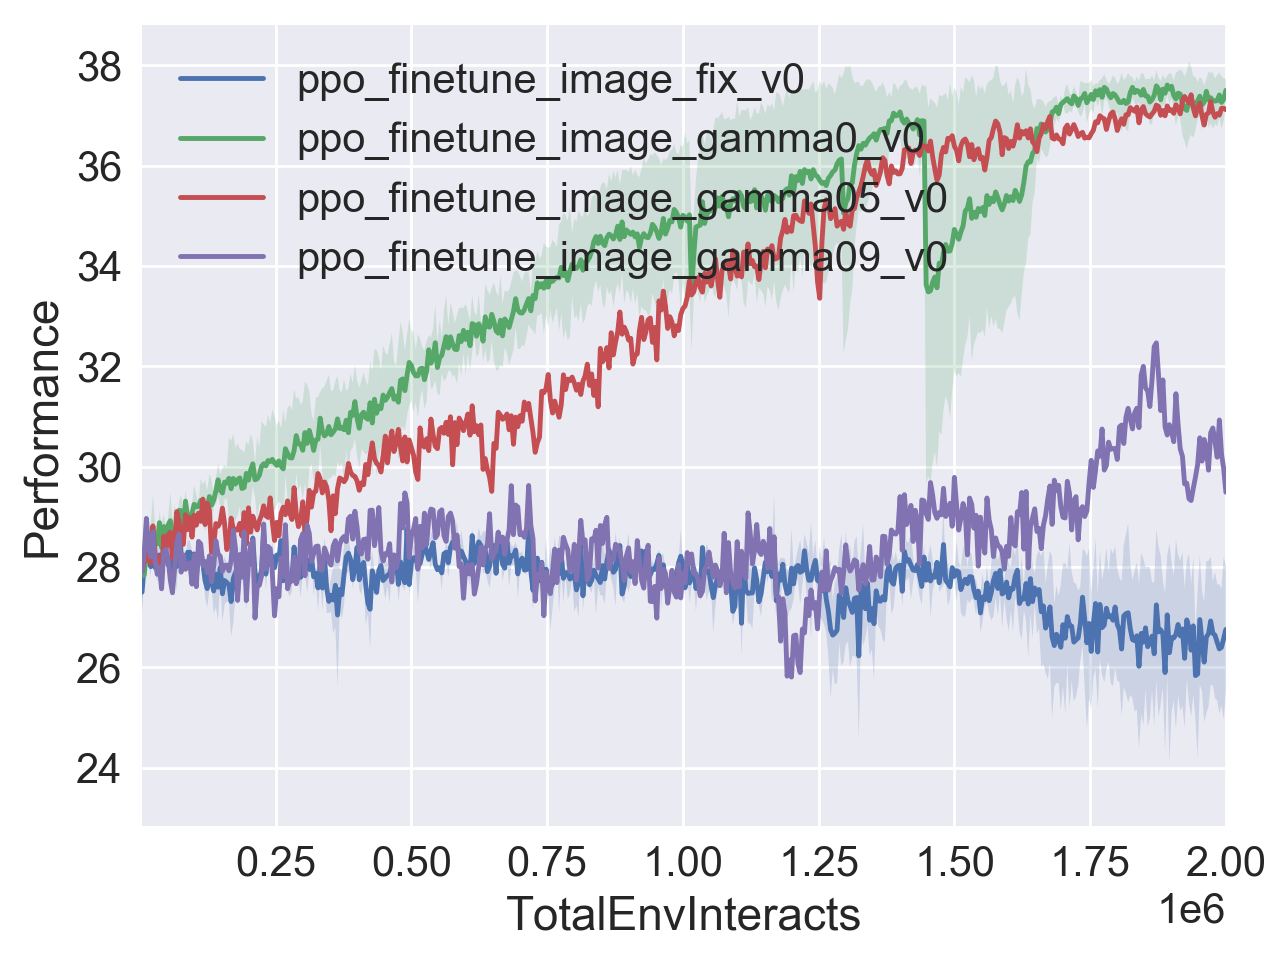 38
36
34
32
30
28
26
24
Performance
ppo_finetune_image_fix_v0
ppo_finetune_image_gamma0_v0
ppo_finetune_image_gamma05_v0
ppo_finetune_image_gamma09_v0
0.25 0.50 0.75 1.00 1.25 1.50 1.75 2.00
1e6
TotalEnvInteracts